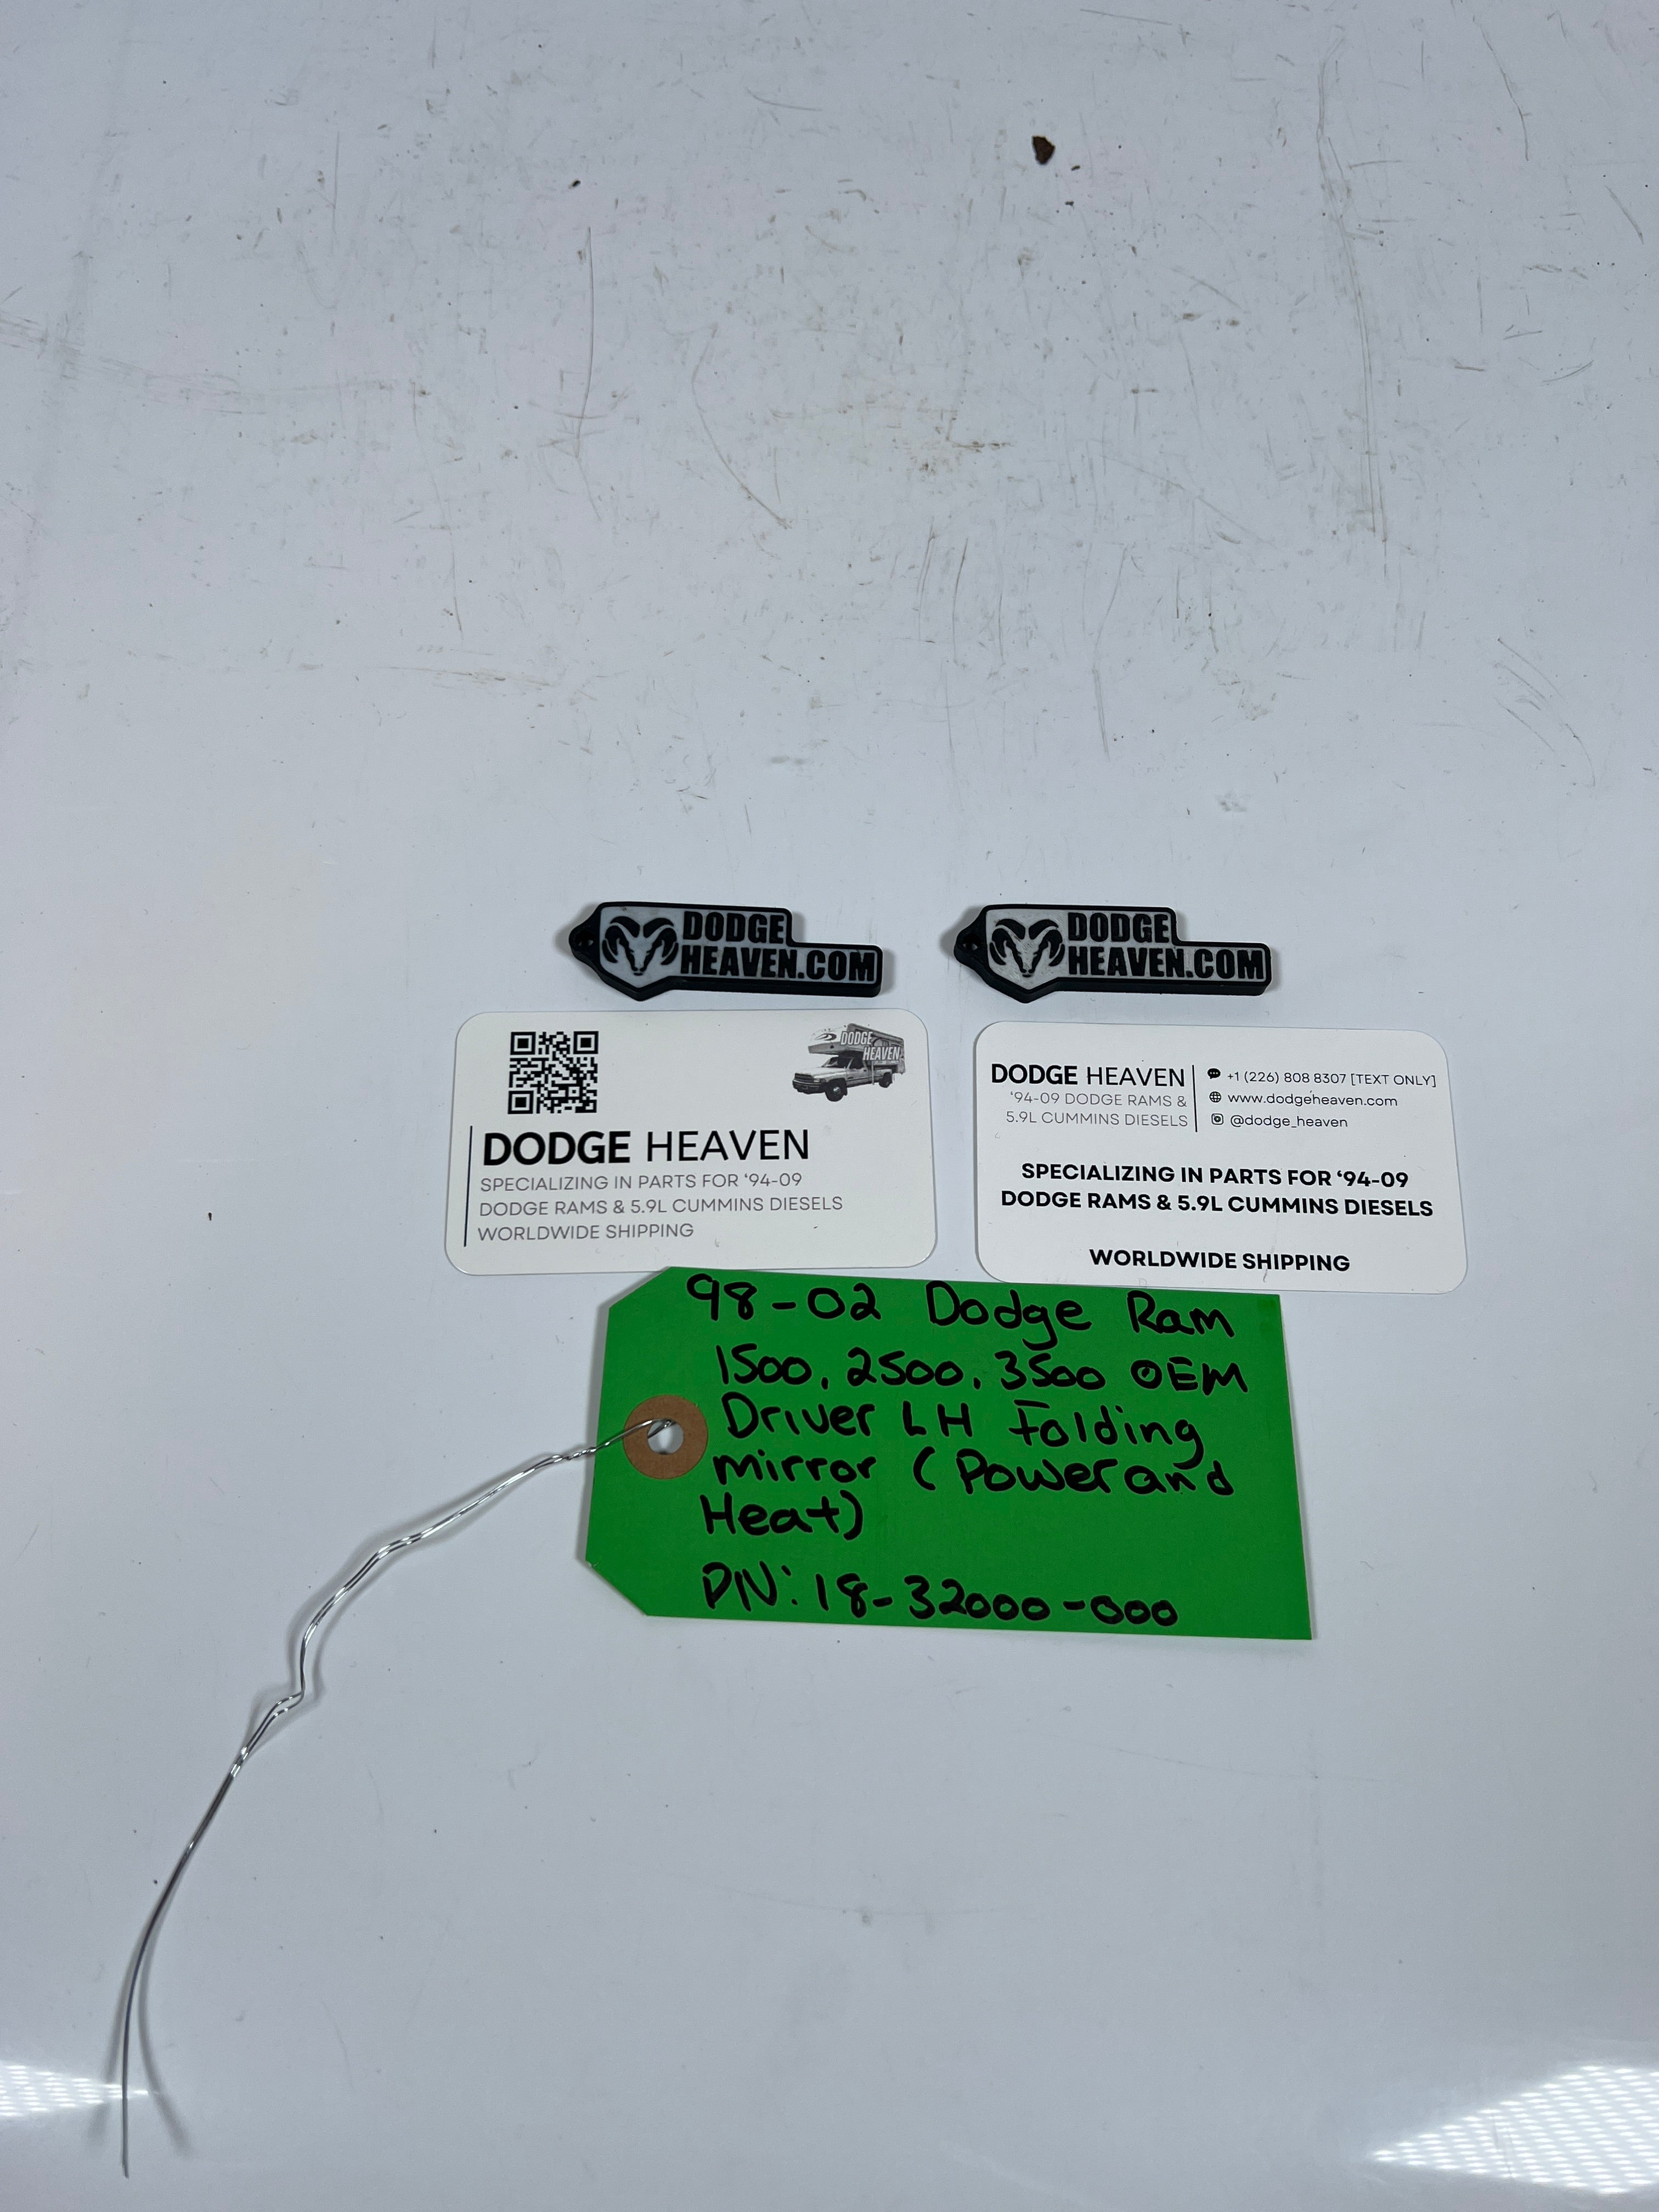 DODGE
HEAVEN.COM
DODGE
HEAVEN.COM
DODGE
HEAVEN
DODGE HEAVEN
SPECIALIZING IN PARTS FOR ‘94-09
DODGE RAMS & 5.9L CUMMINS DIESELS
WORLDWIDE SHIPPING
DODGE HEAVEN
‘94-09 DODGE RAMS &
5.9L CUMMINS DIESELS
+1 (226) 808 8307 [TEXT ONLY]
www.dodgeheaven.com
@dodge_heaven
SPECIALIZING IN PARTS FOR ‘94-09
DODGE RAMS & 5.9L CUMMINS DIESELS
WORLDWIDE SHIPPING
98-02 Dodge Ram
1500, 2500, 3500 OEM
Driver LH Folding
mirror (Power and
Heat)
PN: 18-32000-000